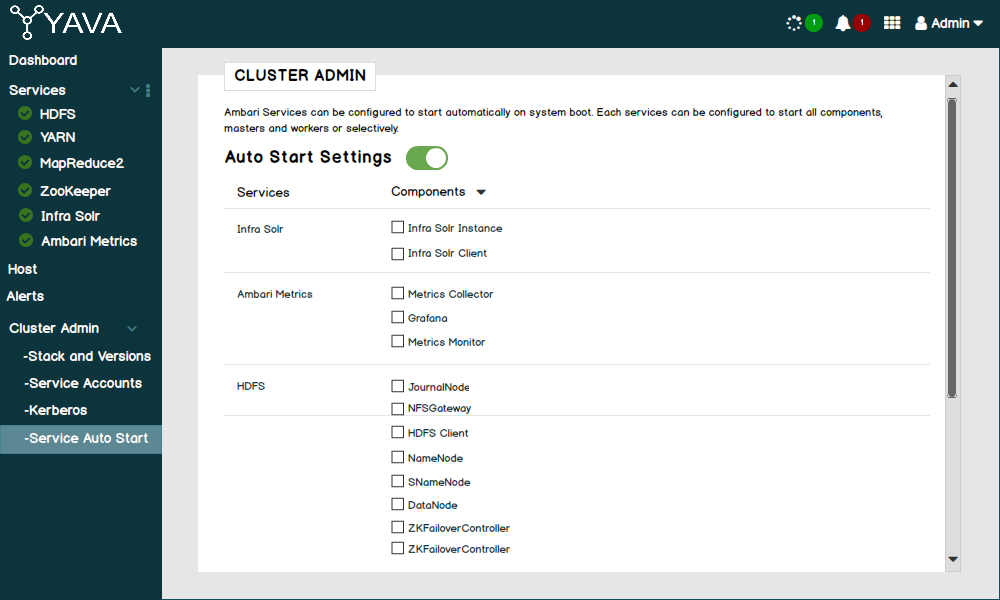 YAVA
1
1
Admin
Dashboard
Services
HDFS
YARN
MapReduce2
ZooKeeper
Infra Solr
Ambari Metrics
Host
Alerts
Cluster Admin
-Stack and Versions
-Service Accounts
-Kerberos
-Service Auto Start
CLUSTER ADMIN
Ambari Services can be configured to start automatically on system boot. Each services can be configured to start all components,
masters and workers or selectively.
Auto Start Settings
Services Components
Infra Solr Infra Solr Instance
Infra Solr Client
Ambari Metrics Metrics Collector
Grafana
Metrics Monitor
HDFS JournalNode
NFSGateway
HDFS Client
NameNode
SNameNode
DataNode
ZKFailoverController
ZKFailoverController